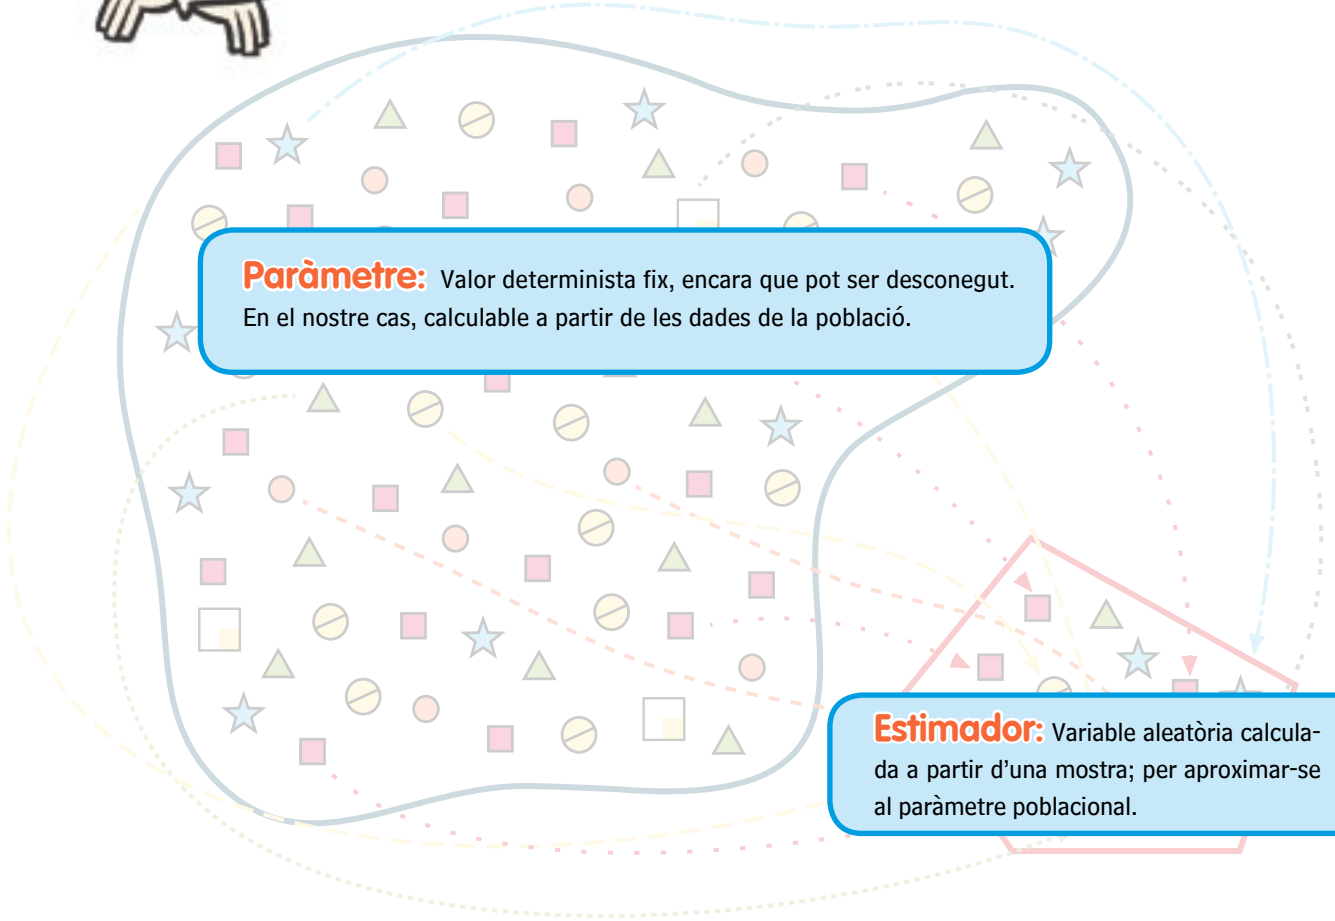 Paràmetre: Valor determinista fix, encara que pot ser desconegut.
En el nostre cas, calculable a partir de les dades de la població.
Estimador: Variable aleatòria calcula-
da a partir d’una mostra; per aproximar-se
al paràmetre poblacional.